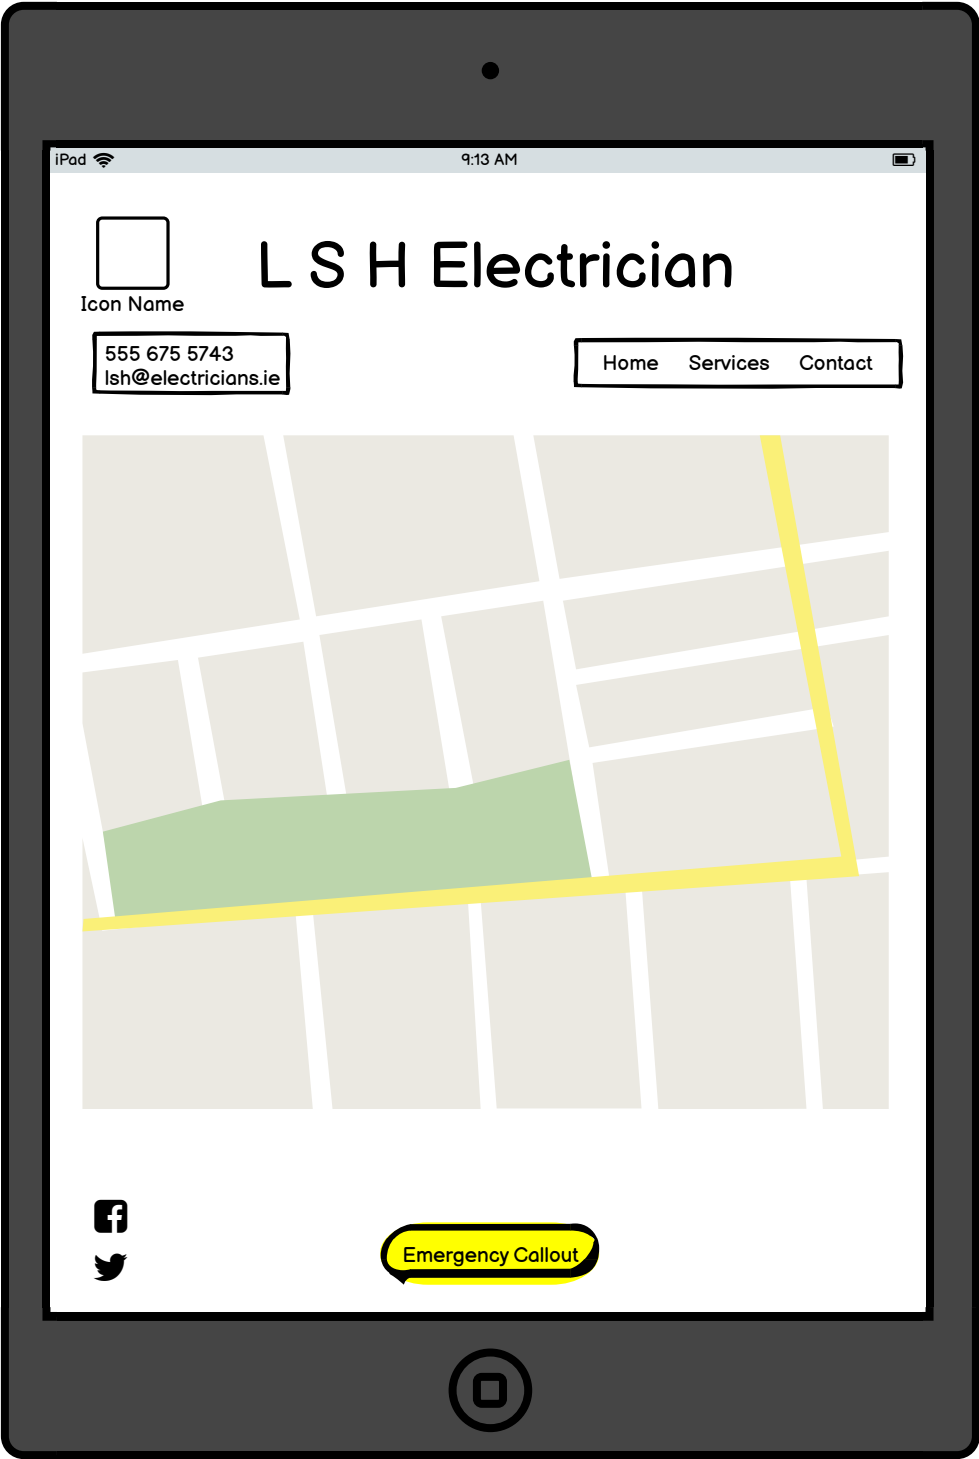 iPad
9:13 AM
L S H Electrician
Icon Name
555 675 5743
lsh@electricians.ie
Home Services Contact
Emergency Callout